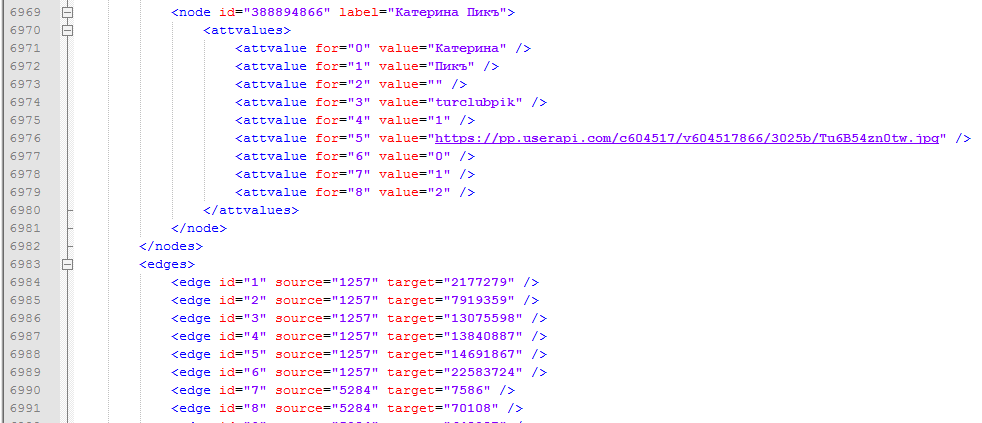 6969 <node id="388894866" label="Катерина Пикъ">
6970 <attvalues>
6971 <attvalue for="0" value="Катерина" />
6972 <attvalue for="1" value="Пикъ" />
6973 <attvalue for="2" value="" />
6974 <attvalue for="3" value="turclubpik" />
6975 <attvalue for="4" value="1" />
6976 <attvalue for="5" value="https://pp.userapi.com/c604517/v604517866/3025b/Tu6B54zn0tw.jpg" />
6977 <attvalue for="6" value="0" />
6978 <attvalue for="7" value="1" />
6979 <attvalue for="8" value="2" />
6980 </attvalues>
6981 </node>
6982 </nodes>
6983 <edges>
6984 <edge id="1" source="1257" target="2177279" />
6985 <edge id="2" source="1257" target="7919359" />
6986 <edge id="3" source="1257" target="13075598" />
6987 <edge id="4" source="1257" target="13840887" />
6988 <edge id="5" source="1257" target="14691867" />
6989 <edge id="6" source="1257" target="22583724" />
6990 <edge id="7" source="5284" target="7586" />
6991 <edge id="8" source="5284" target="70108" />